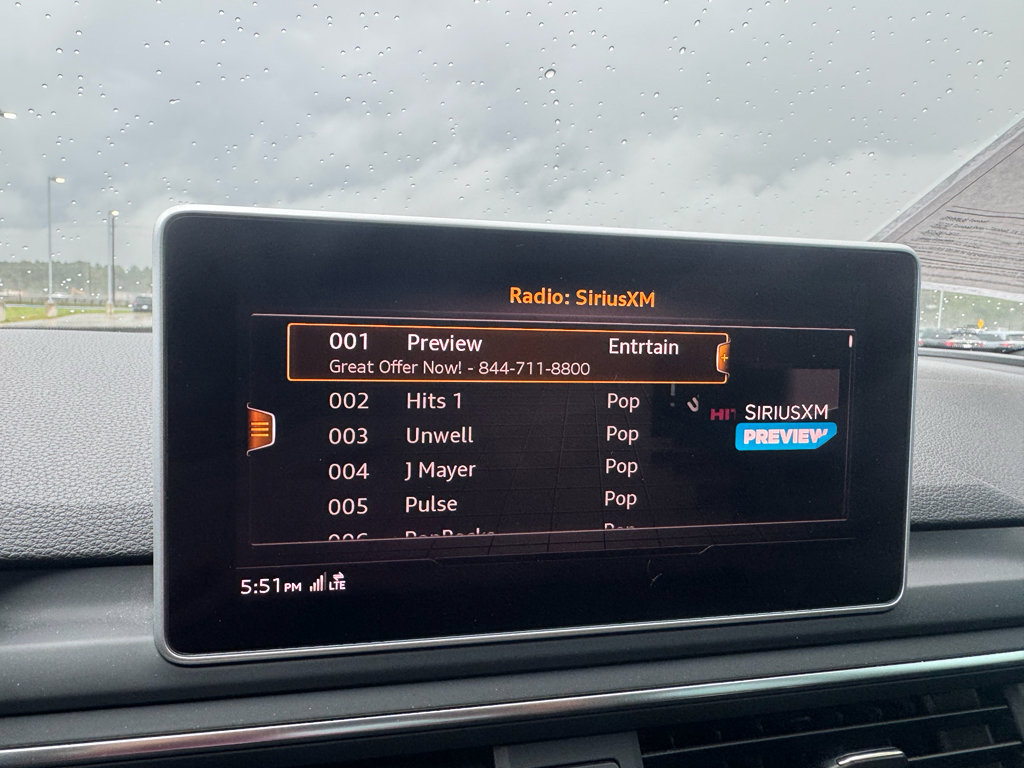 Radio: SiriusXM
001 Preview Entrtain
Great Offer Now! - 844-711-8800
002 Hits 1 Pop
003 Unwell Pop
004 J Mayer Pop
005 Pulse Pop
HIT
SIRIUSXM
PREVIEW
5:51PM LTE